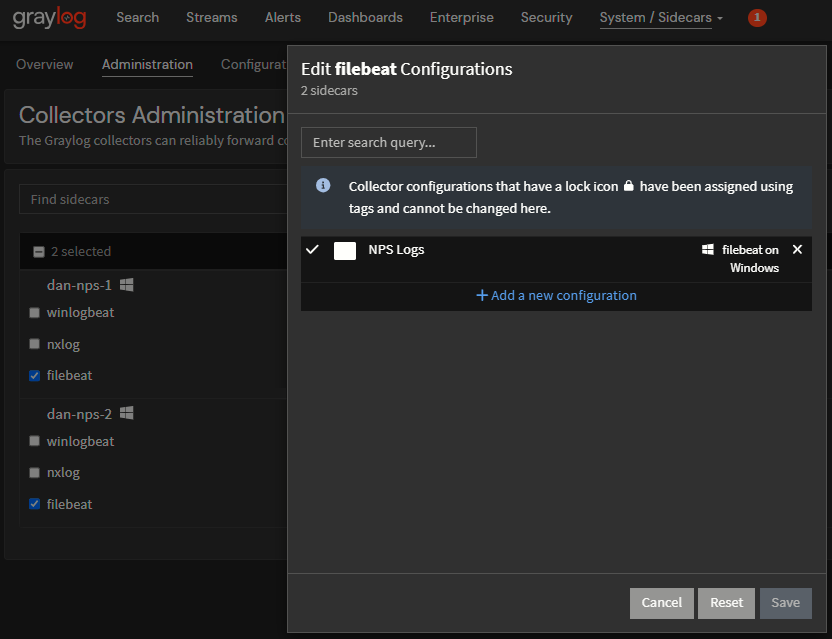 graylog Search Streams Alerts Dashboards Enterprise Security System / Sidecars 1
Overview Administration Configurat
Collectors Administration
The Graylog collectors can reliably forward co
Find sidecars
2 selected
dan-nps-1
winlogbeat
nxlog
filebeat
dan-nps-2
winlogbeat
nxlog
filebeat
Edit filebeat Configurations
2 sidecars
Enter search query...
Collector configurations that have a lock icon have been assigned using
tags and cannot be changed here.
NPS Logs filebeat on
Windows
+ Add a new configuration
Cancel Reset Save